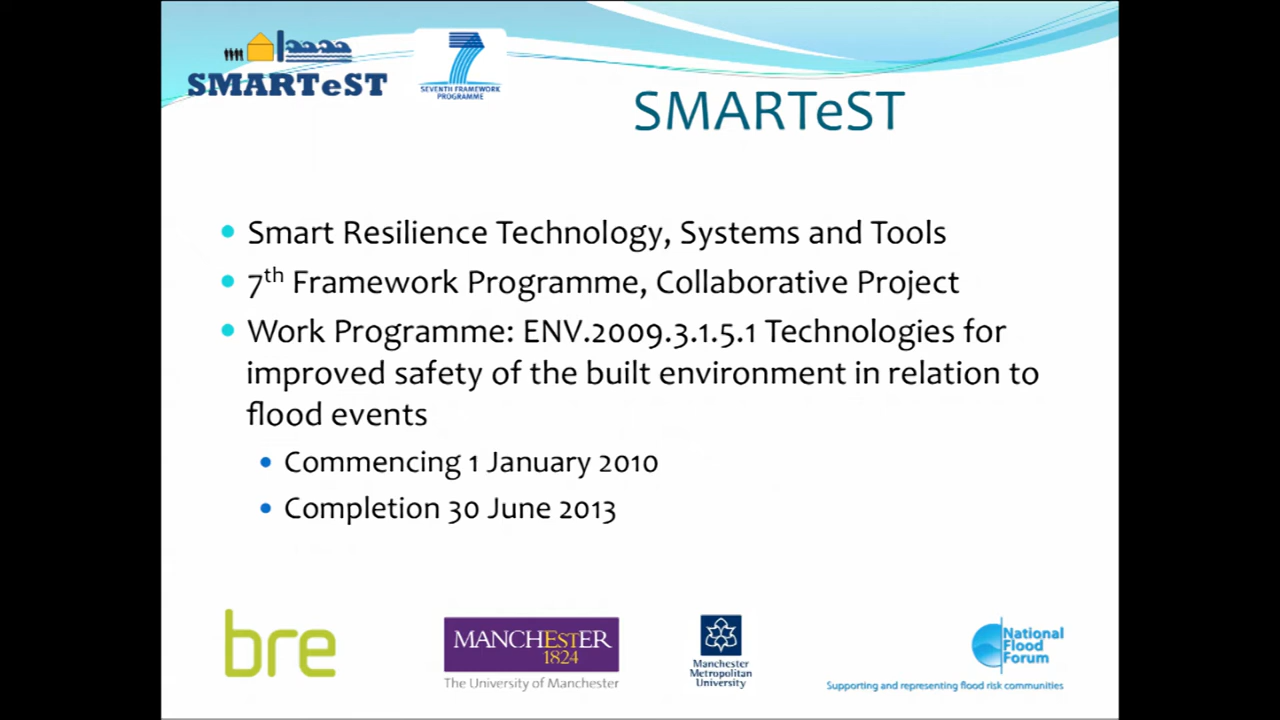 SMARTeST
SEVENTH FRAMEWORK
PROGRAMME
SMARTeST
Smart Resilience Technology, Systems and Tools
7th Framework Programme, Collaborative Project
Work Programme: ENV.2009.3.1.5.1 Technologies for
improved safety of the built environment in relation to
flood events
Commencing 1 January 2010
Completion 30 June 2013
bre
MANCHESTER
1824
The University of Manchester
Manchester
Metropolitan
University
National
Flood
Forum
Supporting and representing flood risk communities